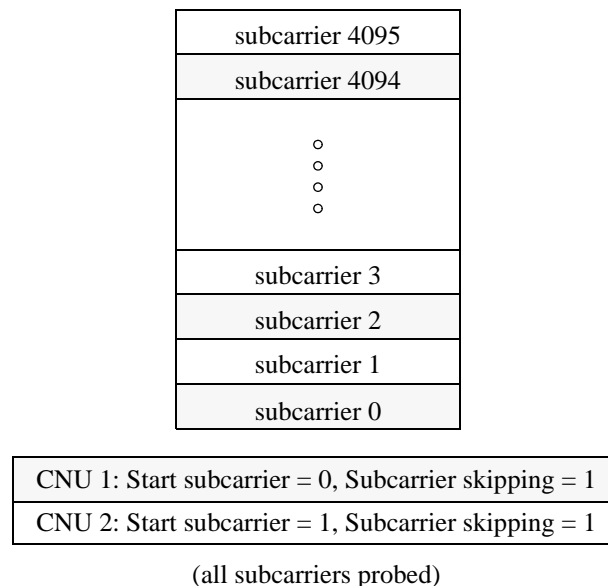 subcarrier 4095
subcarrier 4094
subcarrier 3
subcarrier 2
subcarrier 1
subcarrier 0
CNU 1: Start subcarrier = 0, Subcarrier skipping = 1
CNU 2: Start subcarrier = 1, Subcarrier skipping = 1
(all subcarriers probed)